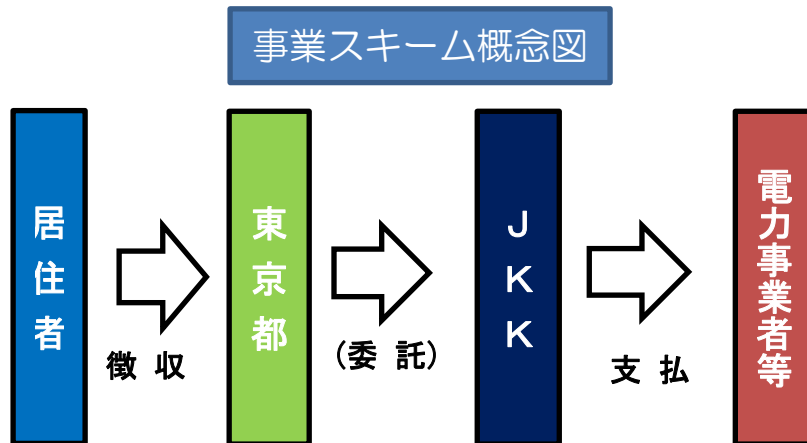 事業スキーム概念図
居住者
徴 収
東京都
(委 託)
ＪＫＫ
支 払
電力事業者等